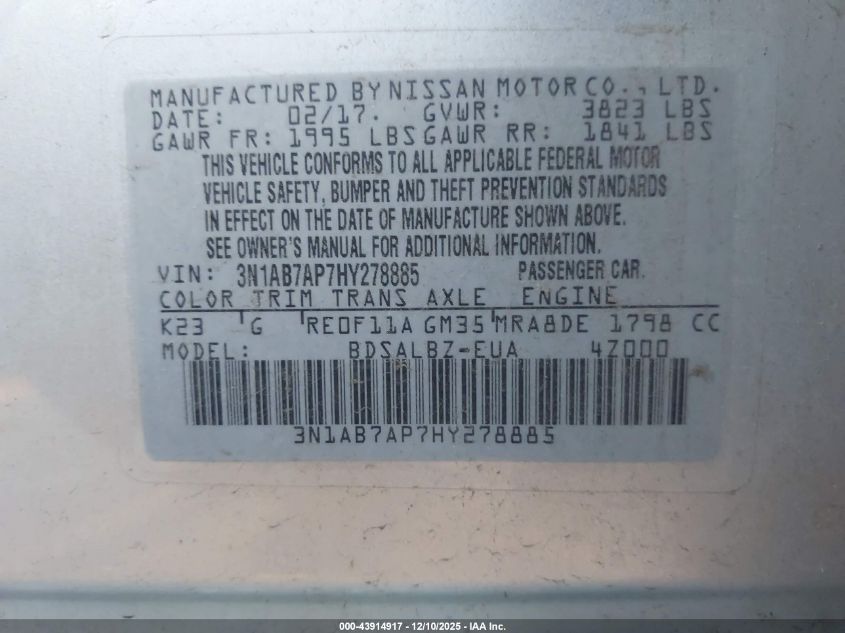 MANUFACTURED BY NISSAN MOTOR CO., LTD.
DATE: 02/17. GVWR: 3823 LBS
GAWR FR: 1995 LBS GAWR RR: 1841 LBS
THIS VEHICLE CONFORMS TO ALL APPLICABLE FEDERAL MOTOR
VEHICLE SAFETY, BUMPER AND THEFT PREVENTION STANDARDS
IN EFFECT ON THE DATE OF MANUFACTURE SHOWN ABOVE.
SEE OWNER'S MANUAL FOR ADDITIONAL INFORMATION.
VIN: 3N1AB7AP7HY278885 PASSENGER CAR.
COLOR TRIM TRANS AXLE ENGINE
K23 G RE0F11A GM35 MRA8DE 1798 CC
MODEL: BDSALBZ-EUA 4Z000
3N1AB7AP7HY278885
000-43914917 - 12/10/2025 - IAA Inc.